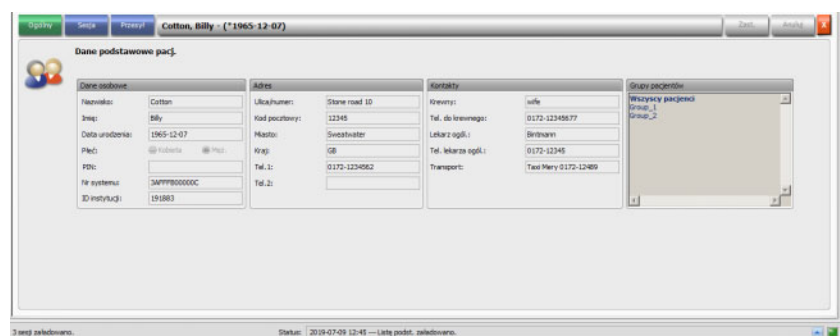 Ogólny Sesja Przesył Cotton, Billy - (*1965-12-07) Zast. Anuluj X
Dane podstawowe pacj.
Dane osobowe
Nazwisko: Cotton
Imię: Billy
Data urodzenia: 1965-12-07
Płeć: Kobieta Męż.
PIN:
Nr systemu: 3AFFFB00000C
ID instytucji: 191883
Adres
Ulica/numer: Stone road 10
Kod pocztowy: 12345
Miasto: Sweatwater
Kraj: GB
Tel.1: 0172-1234562
Tel.2:
Kontakty
Krewny: wife
Tel. do krewnego: 0172-12345677
Lekarz ogól.: Bintmann
Tel. lekarza ogól.: 0172-12345
Transport: Taxi Mery 0172-12489
Grupy pacjentów
Wszyscy pacjenci
Group_1
Group_2
3 sesji załadowano. Status: 2019-07-09 12:45 --- Listę podst. załadowano.